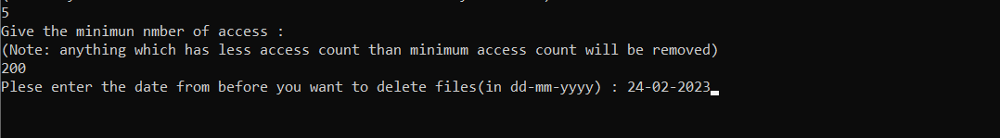 5
Give the minimun nmber of access :
(Note: anything which has less access count than minimum access count will be removed)
200
Plese enter the date from before you want to delete files(in dd-mm-yyyy) : 24-02-2023